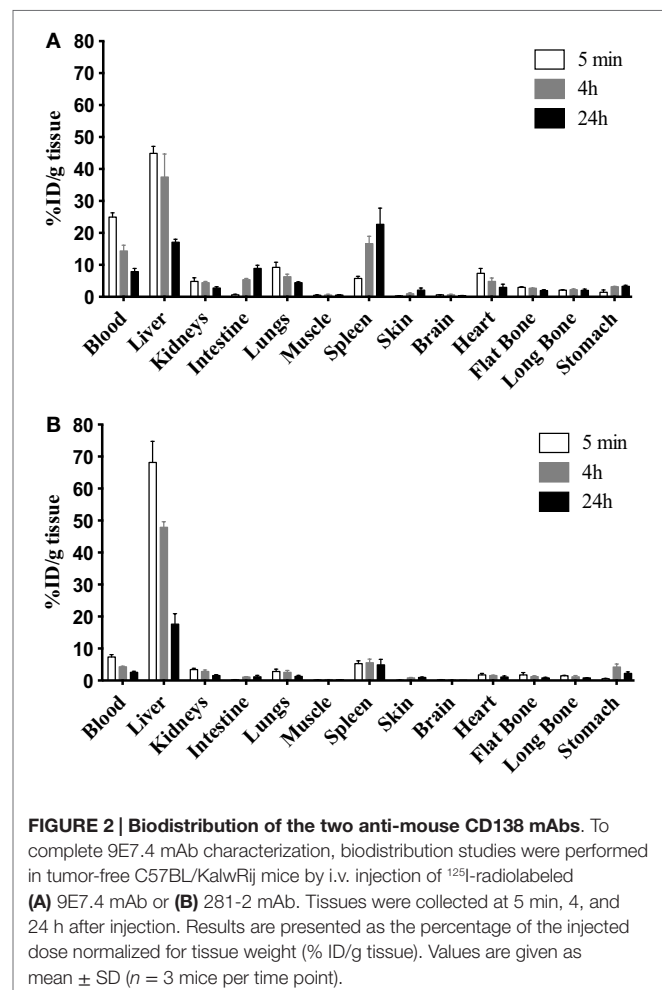 A
5 min
4h
24h
%ID/g tissue
80
70
60
50
40
30
20
10
0
Blood
Liver
Kidneys
Intestine
Lungs
Muscle
Spleen
Skin
Brain
Heart
Flat Bone
Long Bone
Stomach
B
5 min
4h
24h
%ID/g tissue
80
70
60
50
40
30
20
10
0
Blood
Liver
Kidneys
Intestine
Lungs
Muscle
Spleen
Skin
Brain
Heart
Flat Bone
Long Bone
Stomach
FIGURE 2 | Biodistribution of the two anti-mouse CD138 mAbs. To
complete 9E7.4 mAb characterization, biodistribution studies were performed
in tumor-free C57BL/KalwRij mice by i.v. injection of ¹²⁵I-radiolabeled
(A) 9E7.4 mAb or (B) 281-2 mAb. Tissues were collected at 5 min, 4, and
24 h after injection. Results are presented as the percentage of the injected
dose normalized for tissue weight (% ID/g tissue). Values are given as
mean ± SD (n = 3 mice per time point).